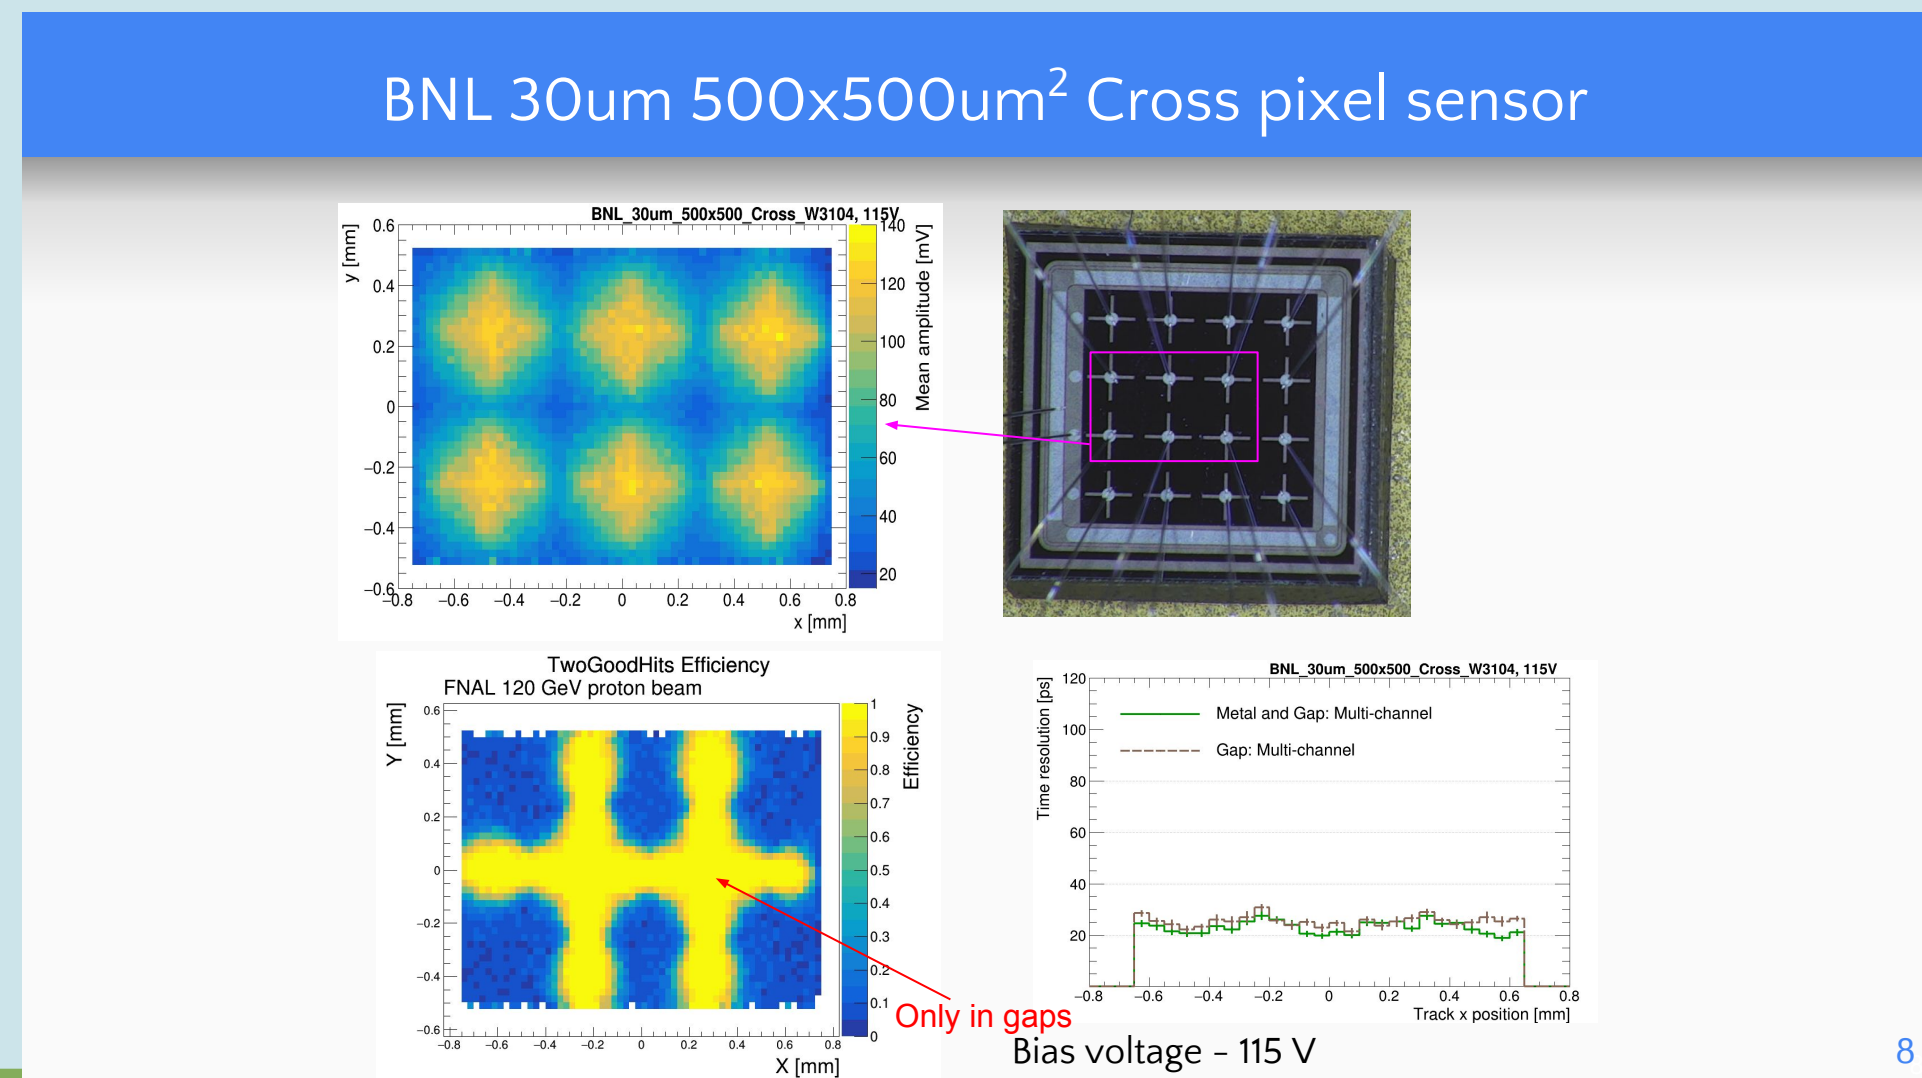 BNL 30um 500x500um² Cross pixel sensor
BNL_30um_500x500_Cross_W3104, 115V
y [mm]
0.6
0.4
0.2
0
−0.2
−0.4
−0.6
−0.8 −0.6 −0.4 −0.2 0 0.2 0.4 0.6 0.8
x [mm]
140
120
100
80
60
40
20
Mean amplitude [mV]
TwoGoodHits Efficiency
FNAL 120 GeV proton beam
Y [mm]
0.6
0.4
0.2
0
−0.2
−0.4
−0.6
−0.8 −0.6 −0.4 −0.2 0 0.2 0.4 0.6 0.8
X [mm]
1
0.9
0.8
0.7
0.6
0.5
0.4
0.3
0.2
0.1
0
Efficiency
Only in gaps
BNL_30um_500x500_Cross_W3104, 115V
Time resolution [ps]
120
100
80
60
40
20
Metal and Gap: Multi-channel
Gap: Multi-channel
−0.8 −0.6 −0.4 −0.2 0 0.2 0.4 0.6 0.8
Track x position [mm]
Bias voltage - 115 V
8